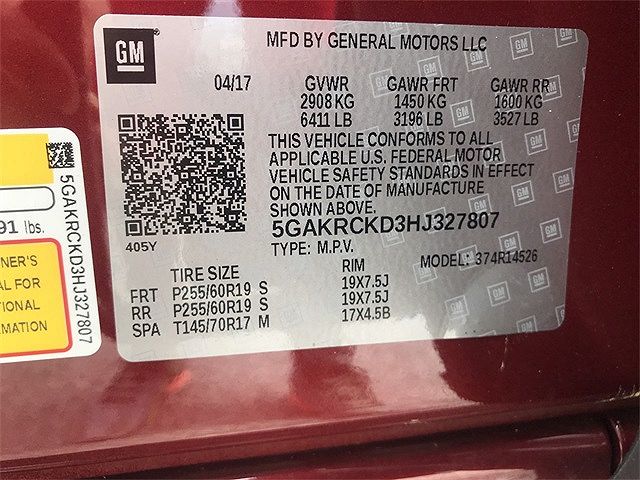 GM
MFD BY GENERAL MOTORS LLC
04/17 GVWR GAWR FRT GAWR RR
2908 KG 1450 KG 1600 KG
6411 LB 3196 LB 3527 LB
THIS VEHICLE CONFORMS TO ALL
APPLICABLE U.S. FEDERAL MOTOR
VEHICLE SAFETY STANDARDS IN EFFECT
ON THE DATE OF MANUFACTURE
SHOWN ABOVE.
405Y
5GAKRCKD3HJ327807
TYPE: M.P.V.
MODEL: 374R14526
TIRE SIZE RIM
FRT P255/60R19 S 19X7.5J
RR P255/60R19 S 19X7.5J
SPA T145/70R17 M 17X4.5B
5GAKRCKD3HJ327807
91 lbs.
NER'S
AL FOR
TIONAL
RMATION